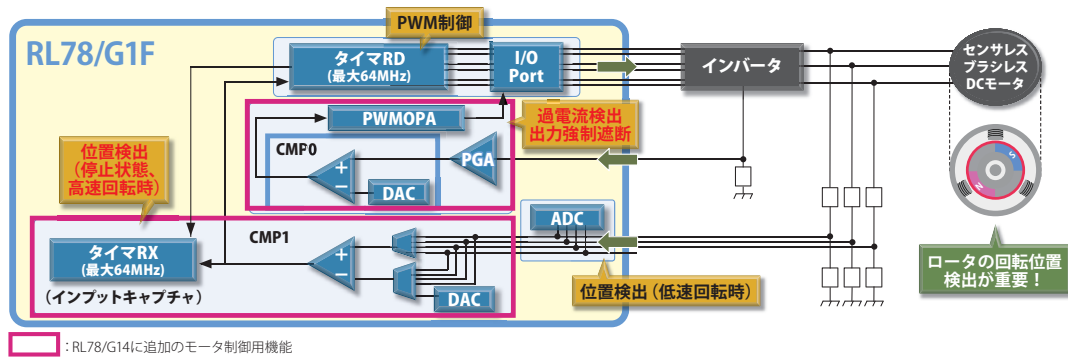 PWM制御
RL78/G1F
タイマRD
(最大64MHz)
I/O
Port
インバータ
センサレス
ブラシレス
DCモータ
PWMOPA
過電流検出
出力強制遮断
位置検出
(停止状態、
高速回転時)
CMP0
+
−
PGA
DAC
S
N
ADC
CMP1
タイマRX
(最大64MHz)
(インプットキャプチャ)
+
−
DAC
位置検出(低速回転時)
ロータの回転位置
検出が重要！
：RL78/G14に追加のモータ制御用機能